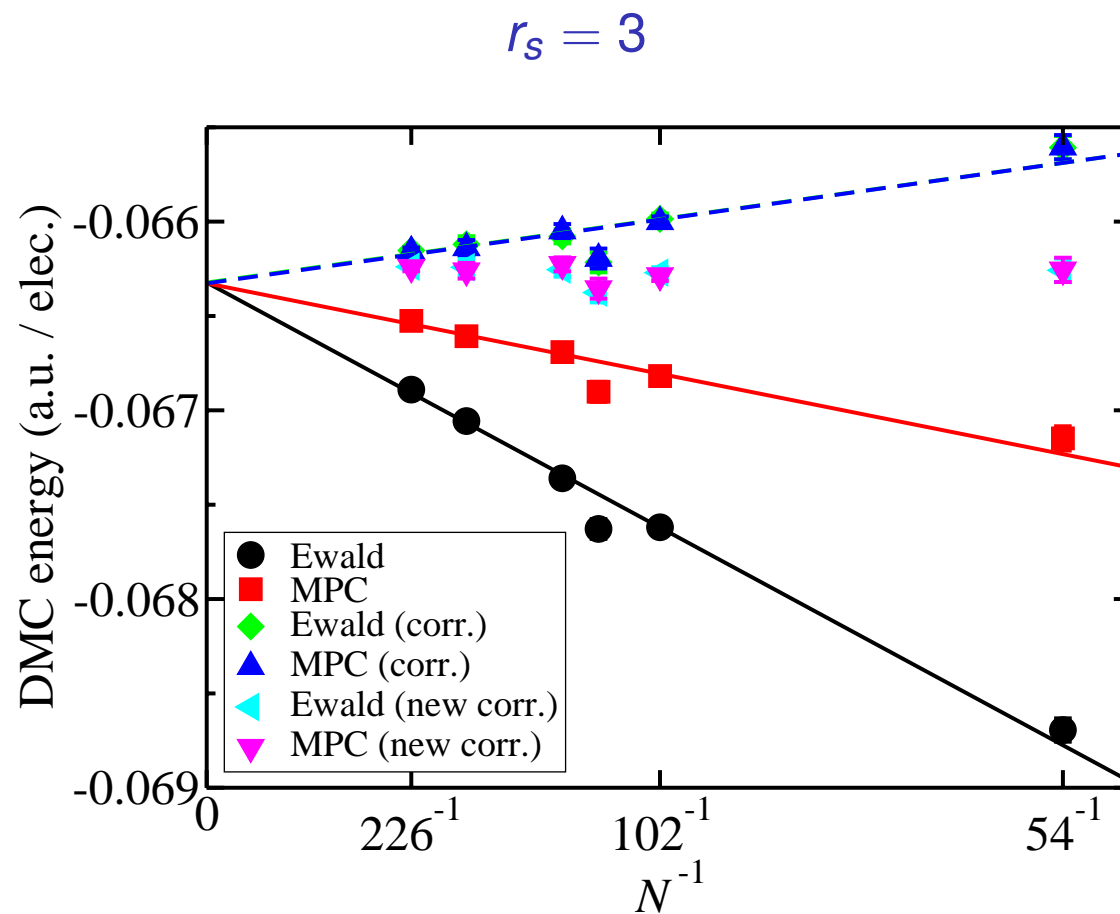 r_s = 3
DMC energy (a.u. / elec.)
-0.066
-0.067
-0.068
-0.069
Ewald
MPC
Ewald (corr.)
MPC (corr.)
Ewald (new corr.)
MPC (new corr.)
0
226^-1
102^-1
54^-1
N^-1